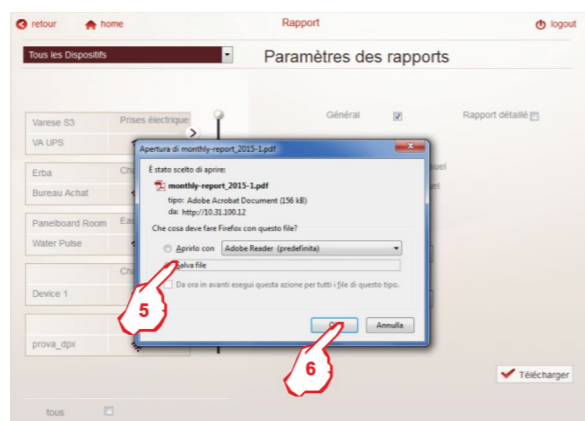 retour
home
Rapport
logout
Tous les Dispositifs
Paramètres des rapports
Varese S3
Prises électrique
VA UPS
Erba
Bureau Achat
Panelboard Room
Water Pulse
Device 1
prova_dpx
tous
Général
Rapport détaillé
Apertura di monthly-report_2015-1.pdf
È stato scelto di aprire:
monthly-report_2015-1.pdf
tipo: Adobe Acrobat Document (156 kB)
da: http://10.31.100.12
Che cosa deve fare Firefox con questo file?
Aprirlo con Adobe Reader (predefinita)
Salva file
Da ora in avanti esegui questa azione per tutti i file di questo tipo.
Annulla
5
6
Télécharger